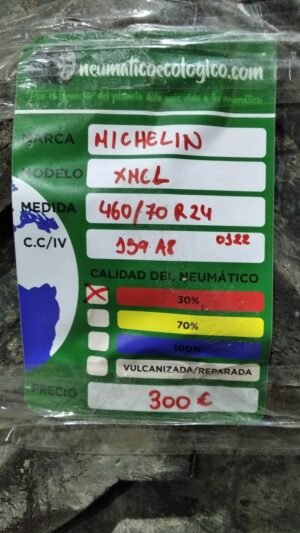 neumaticoecologico.com
MARCA MICHELIN
MODELO XMCL
MEDIDA 460/70 R24
C.C/IV 159 A8 0122
CALIDAD DEL NEUMÁTICO
30%
70%
100%
VULCANIZADA/REPARADA
PRECIO 300 €